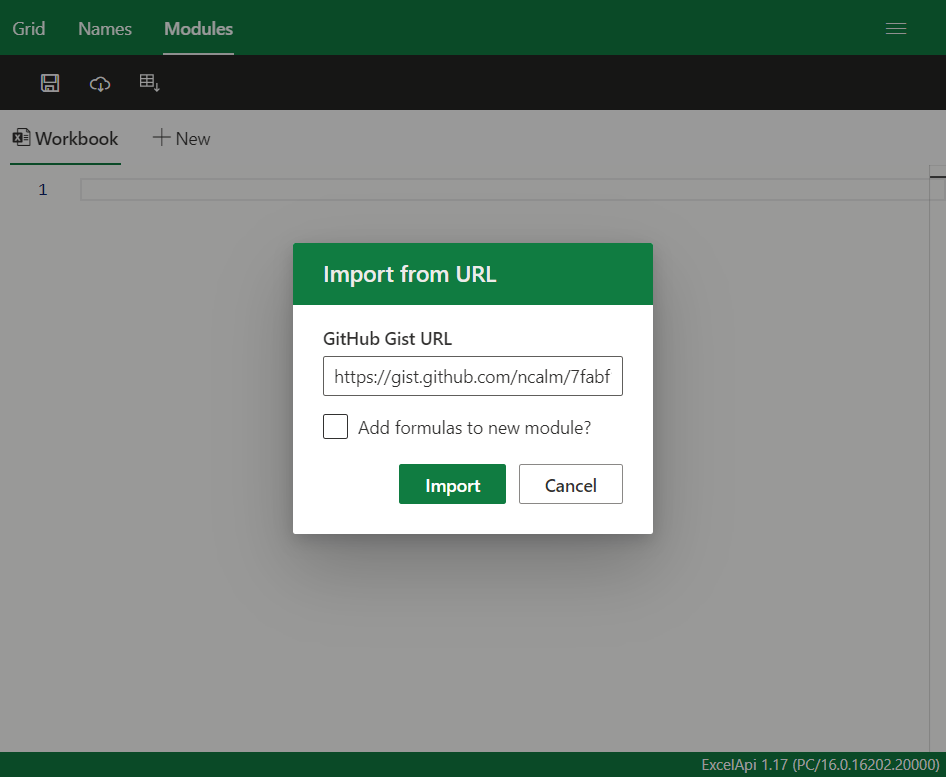 Grid Names Modules
Workbook New
1
Import from URL
GitHub Gist URL
https://gist.github.com/ncalm/7fabf
Add formulas to new module?
Import Cancel
ExcelApi 1.17 (PC/16.0.16202.20000)